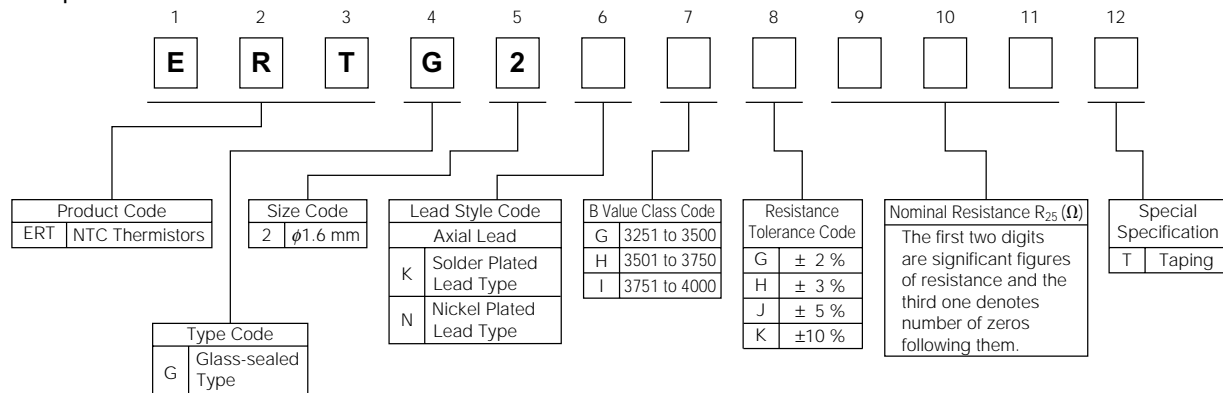 1 2 3 4 5 6 7 8 9 10 11 12
E R T G 2
Product Code
ERT NTC Thermistors
Type Code
G Glass-sealed
Type
Size Code
2 ϕ1.6 mm
Lead Style Code
Axial Lead
K Solder Plated
Lead Type
N Nickel Plated
Lead Type
B Value Class Code
G 3251 to 3500
H 3501 to 3750
I 3751 to 4000
Resistance
Tolerance Code
G ± 2 %
H ± 3 %
J ± 5 %
K ±10 %
Nominal Resistance R25 (Ω)
The first two digits
are significant figures
of resistance and the
third one denotes
number of zeros
following them.
Special
Specification
T Taping